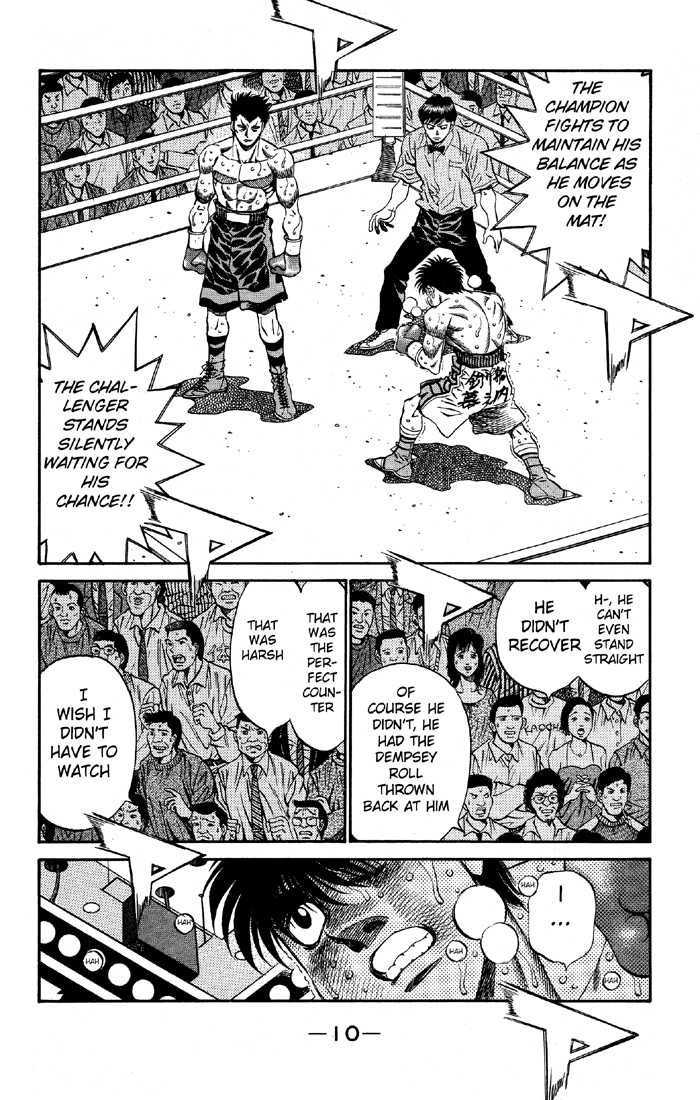 THE
CHAMPION
FIGHTS TO
MAINTAIN HIS
BALANCE AS
HE MOVES
ON THE
MAT!
THE CHAL-
LENGER
STANDS
SILENTLY
WAITING FOR
HIS
CHANCE!!
THAT
WAS THE
PER-
FECT
COUN-
TER
THAT
WAS
HARSH
I
WISH I
DIDN'T
HAVE TO
WATCH
H-, HE
CAN'T
EVEN
STAND
STRAIGHT
HE
DIDN'T
RECOVER
OF
COURSE HE
DIDN'T, HE
HAD THE
DEMPSEY
ROLL
THROWN
BACK AT HIM
HAH
HAH
HAH
HAH
HAH
HAH
I
...
—10—